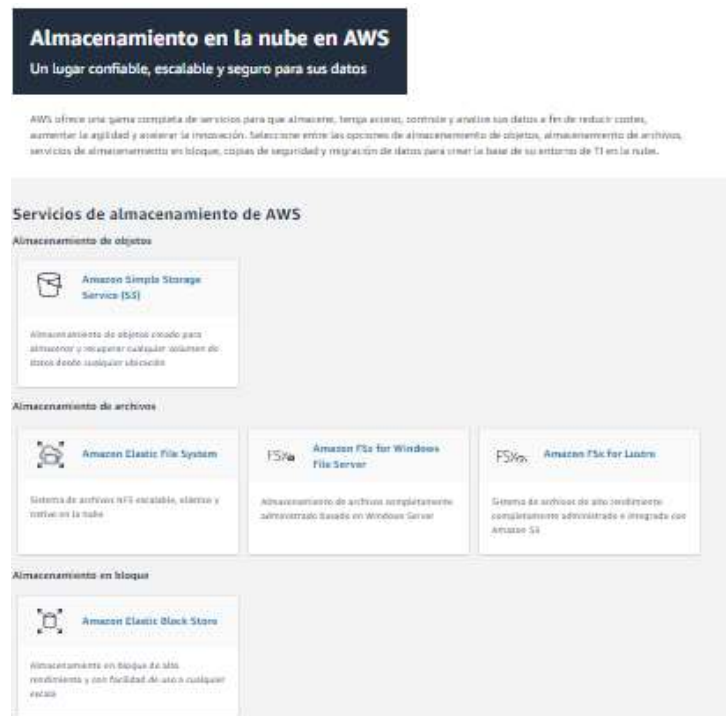 Almacenamiento en la nube en AWS
Un lugar confiable, escalable y seguro para sus datos
AWS ofrece una gama completa de servicios para que almacene, tenga acceso, controle y analice sus datos a fin de reducir costes,
aumentar la agilidad y acelerar la innovación. Seleccione entre las opciones de almacenamiento de objetos, almacenamiento de archivos,
servicios de almacenamiento en bloque, copias de seguridad y migración de datos para crear la base de su entorno de TI en la nube.
Servicios de almacenamiento de AWS
Almacenamiento de objetos
Amazon Simple Storage
Service (S3)
Almacenamiento de objetos creado para
almacenar y recuperar cualquier volumen de
datos desde cualquier ubicación
Almacenamiento de archivos
Amazon Elastic File System
Sistema de archivos NFS escalable, elástico y
nativo en la nube
FSx
Amazon FSx for Windows
File Server
Almacenamiento de archivos completamente
administrado basado en Windows Server
FSx
Amazon FSx for Lustre
Sistema de archivos de alto rendimiento
completamente administrado e integrado con
Amazon S3
Almacenamiento en bloque
Amazon Elastic Block Store
Almacenamiento en bloque de alto
rendimiento y con facilidad de uso a cualquier
escala